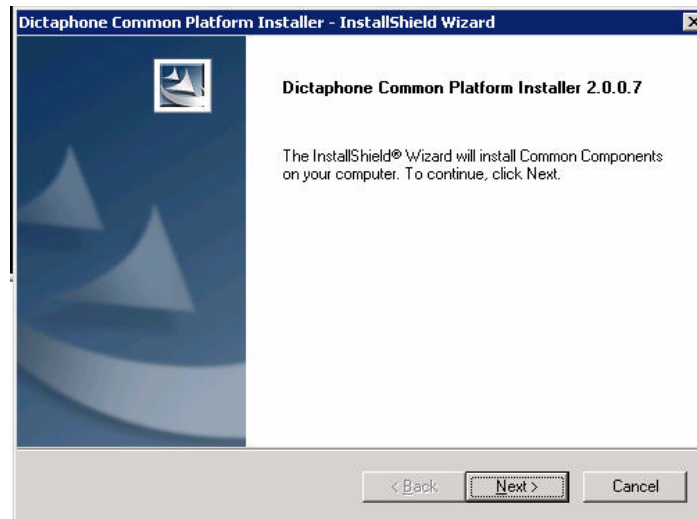 Dictaphone Common Platform Installer - InstallShield Wizard
Dictaphone Common Platform Installer 2.0.0.7
The InstallShield® Wizard will install Common Components
on your computer. To continue, click Next.
< Back
Next >
Cancel